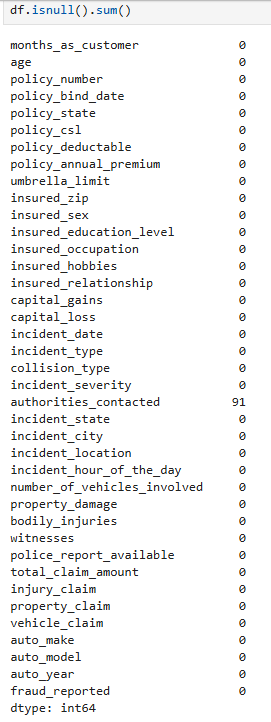 df.isnull().sum()
months_as_customer 0
age 0
policy_number 0
policy_bind_date 0
policy_state 0
policy_csl 0
policy_deductable 0
policy_annual_premium 0
umbrella_limit 0
insured_zip 0
insured_sex 0
insured_education_level 0
insured_occupation 0
insured_hobbies 0
insured_relationship 0
capital_gains 0
capital_loss 0
incident_date 0
incident_type 0
collision_type 0
incident_severity 0
authorities_contacted 91
incident_state 0
incident_city 0
incident_location 0
incident_hour_of_the_day 0
number_of_vehicles_involved 0
property_damage 0
bodily_injuries 0
witnesses 0
police_report_available 0
total_claim_amount 0
injury_claim 0
property_claim 0
vehicle_claim 0
auto_make 0
auto_model 0
auto_year 0
fraud_reported 0
dtype: int64